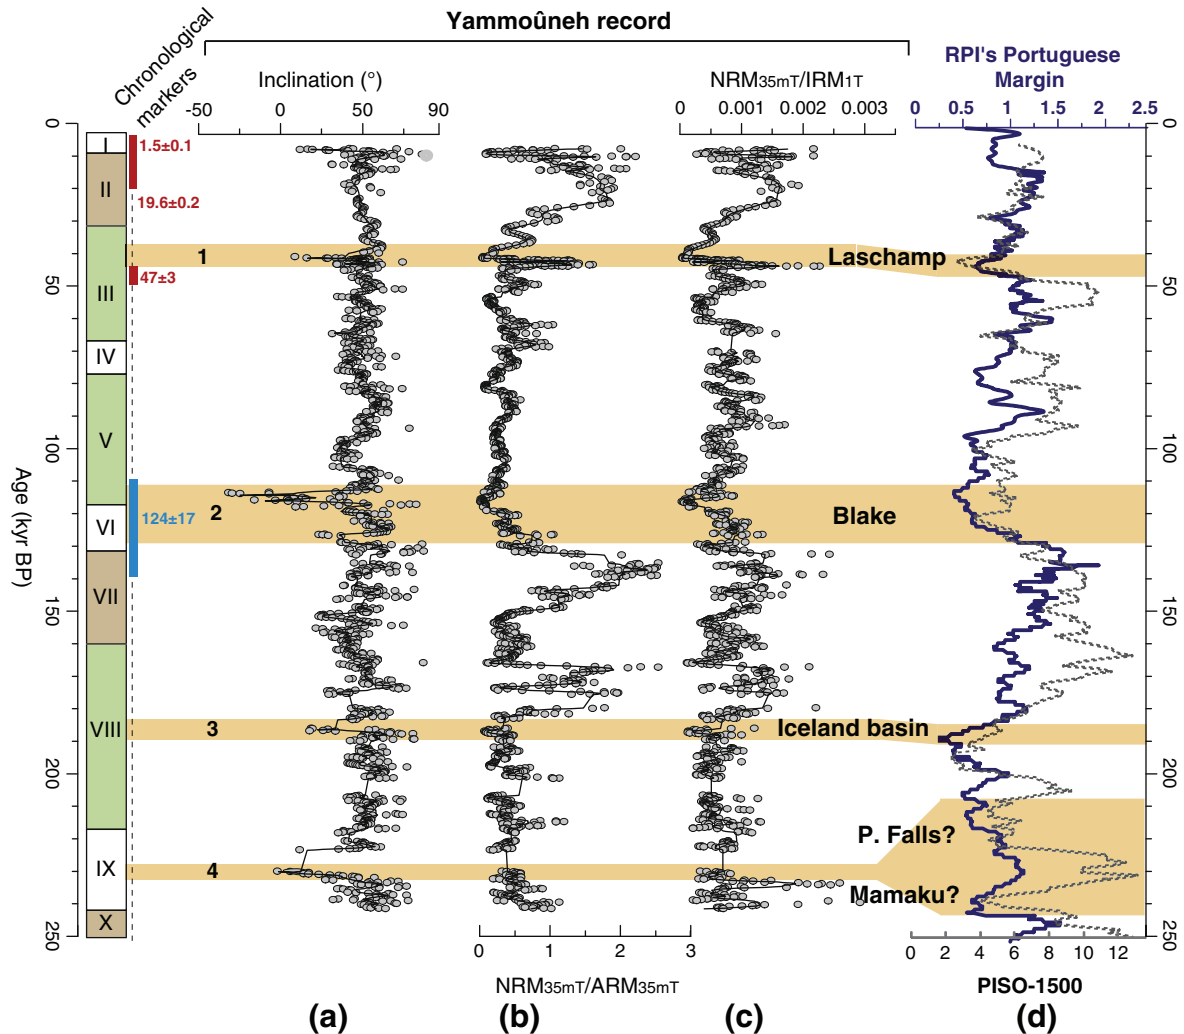 Yammoûneh record
Chronological
markers
Inclination (°)
NRM35mT/IRM1T
RPI's Portuguese
Margin
-50 0 50 90
0 0.001 0.002 0.003
0 0.5 1 1.5 2 2.5
0
50
100
150
200
250
Age (kyr BP)
I
II
III
IV
V
VI
VII
VIII
IX
X
1.5±0.1
19.6±0.2
47±3
124±17
1 Laschamp
2 Blake
3 Iceland basin
4 P. Falls?
Mamaku?
0
50
100
150
200
250
0 1 2 3
NRM35mT/ARM35mT
0 2 4 6 8 10 12
PISO-1500
(a) (b) (c) (d)